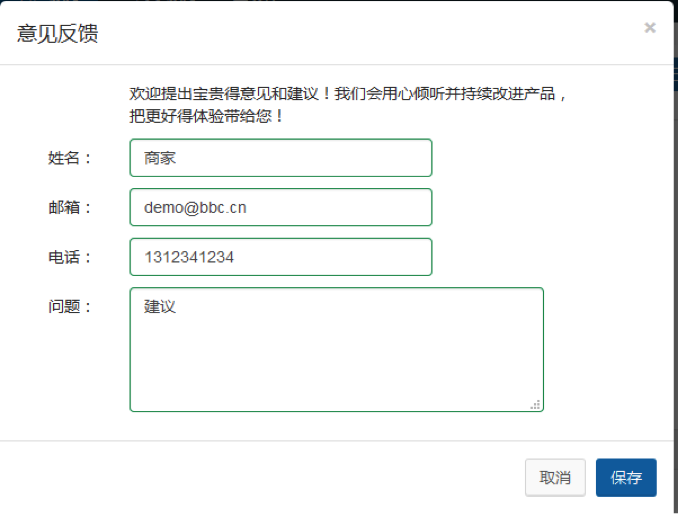 意见反馈
×
欢迎提出宝贵得意见和建议！我们会用心倾听并持续改进产品，
把更好得体验带给您！
姓名： 商家
邮箱： demo@bbc.cn
电话： 1312341234
问题： 建议
取消 保存